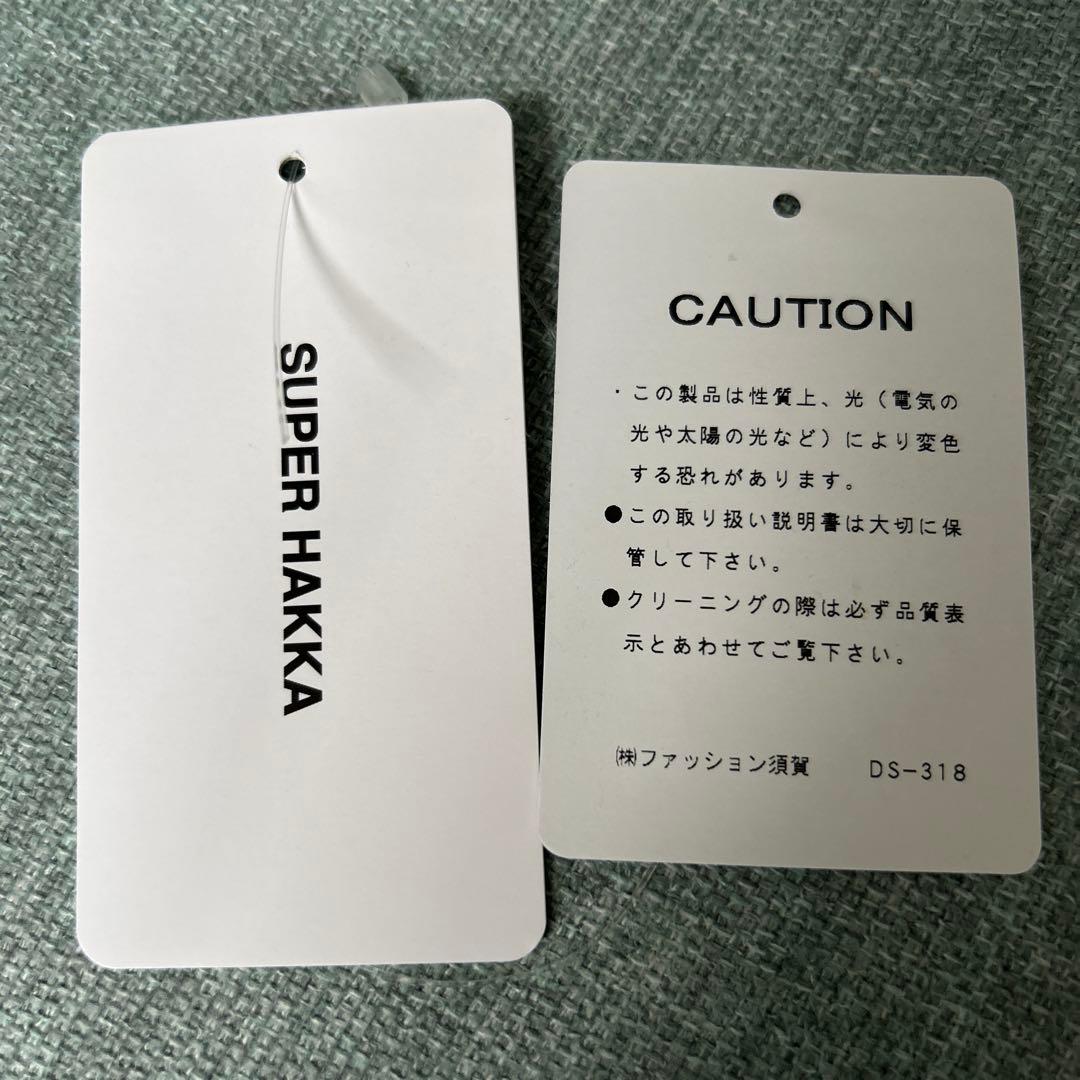 SUPER HAKKA
CAUTION
・この製品は性質上、光（電気の
光や太陽の光など）により変色
する恐れがあります。
●この取り扱い説明書は大切に保
管して下さい。
●クリーニングの際は必ず品質表
示とあわせてご覧下さい。
㈱ファッション須賀 DS-318